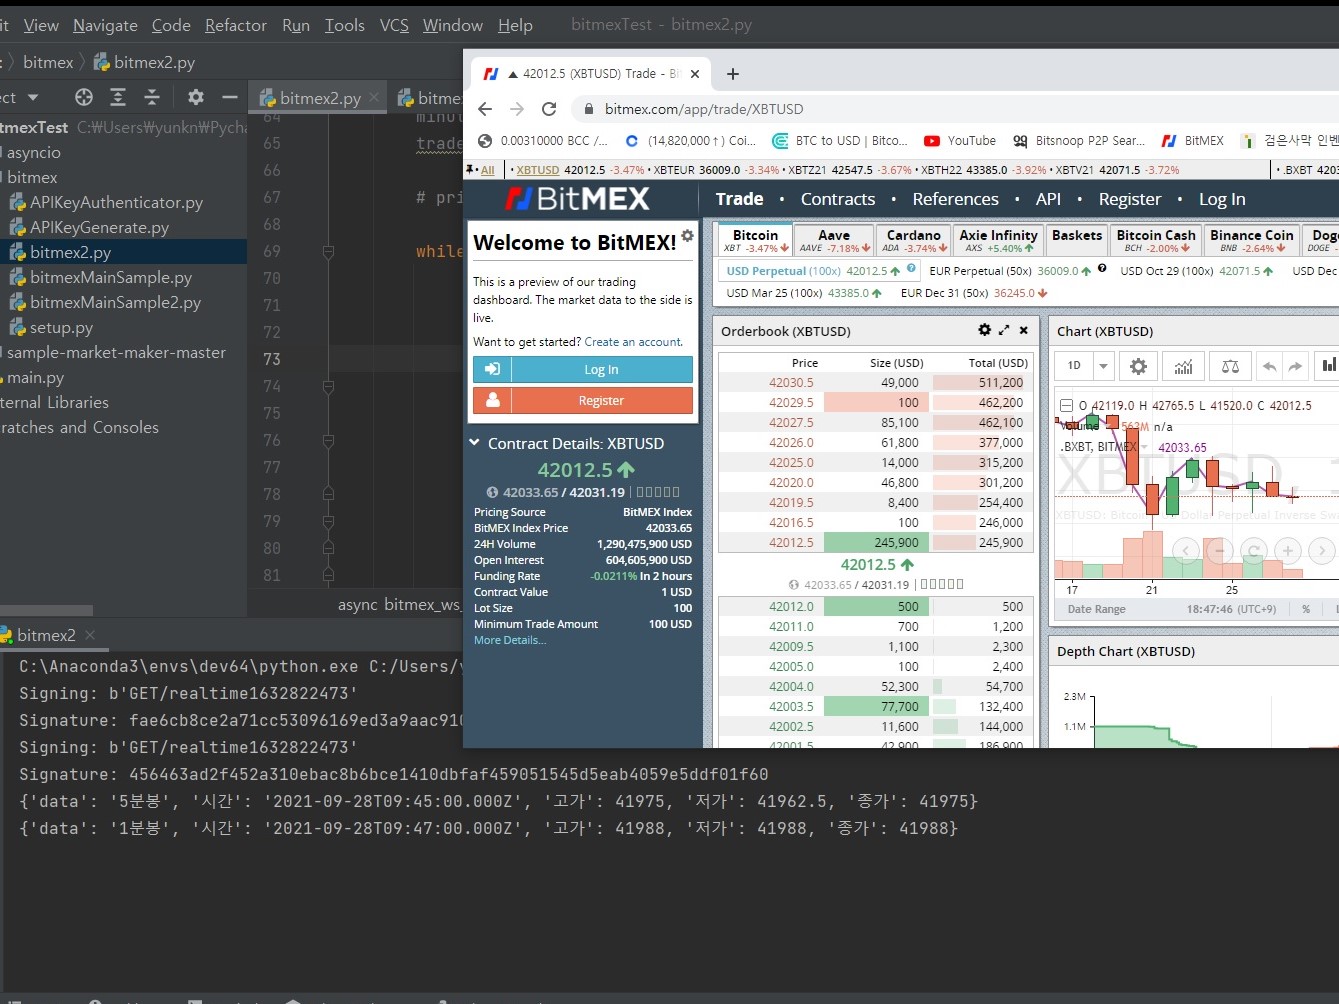 it View Navigate Code Refactor Run Tools VCS Window Help bitmexTest - bitmex2.py
bitmex bitmex2.py
ect
bitmex2.py
bitme
tmexTest C:₩Users₩yunkn₩Pycha
asyncio
bitmex
APIKeyAuthenticator.py
APIKeyGenerate.py
bitmex2.py
bitmexMainSample.py
bitmexMainSample2.py
setup.py
sample-market-maker-master
main.py
ternal Libraries
ratches and Consoles
64 minut
65 trade
66
67 # pri
68
69 while
70
71
72
73
74
75
76
77
78
79
80
81
async bitmex_ws_
▲ 42012.5 (XBTUSD) Trade - Bi
bitmex.com/app/trade/XBTUSD
0.00310000 BCC /... (14,820,000↑) Coi... BTC to USD | Bitco... YouTube Bitsnoop P2P Sear... BitMEX 검은사막 인벤
All • XBTUSD 42012.5 -3.47% • XBTEUR 36009.0 -3.34% • XBTZ21 42547.5 -3.67% • XBTH22 43385.0 -3.92% • XBTV21 42071.5 -3.72% • .BXBT 4203
BitMEX Trade • Contracts • References • API • Register • Log In
Welcome to BitMEX!
This is a preview of our trading
dashboard. The market data to the side is
live.
Want to get started? Create an account.
Log In
Register
Contract Details: XBTUSD
42012.5
42033.65 / 42031.19
Pricing Source BitMEX Index
BitMEX Index Price 42033.65
24H Volume 1,290,475,900 USD
Open Interest 604,605,900 USD
Funding Rate -0.0211% In 2 hours
Contract Value 1 USD
Lot Size 100
Minimum Trade Amount 100 USD
More Details...
Bitcoin Aave Cardano Axie Infinity Baskets Bitcoin Cash Binance Coin Doge
XBT -3.47% AAVE -7.18% ADA -3.74% AXS +5.40% BCH -2.00% BNB -2.64% DOGE -
USD Perpetual (100x) 42012.5 EUR Perpetual (50x) 36009.0 USD Oct 29 (100x) 42071.5 USD Dec
USD Mar 25 (100x) 43385.0 EUR Dec 31 (50x) 36245.0
Orderbook (XBTUSD)
Price Size (USD) Total (USD)
42030.5 49,000 511,200
42029.5 100 462,200
42027.5 85,100 462,100
42026.0 61,800 377,000
42025.0 14,000 315,200
42020.0 46,800 301,200
42019.5 8,400 254,400
42016.5 100 246,000
42012.5 245,900 245,900
42012.5
42033.65 / 42031.19
42012.0 500 500
42011.0 700 1,200
42009.5 1,100 2,300
42005.0 100 2,400
42004.0 52,300 54,700
42003.5 77,700 132,400
42002.5 11,600 144,000
42001.5 42,900 186,900
Chart (XBTUSD)
1D
O 42119.0 H 42765.5 L 41520.0 C 42012.5
Volume 563M n/a
.BXBT, BITMEX 42033.65
XBTUSD
XBTUSD: Bitcoin / US Dollar Perpetual Inverse Swa
17 21 25
Date Range 18:47:46 (UTC+9) %
Depth Chart (XBTUSD)
2.3M
1.1M
bitmex2
C:\Anaconda3\envs\dev64\python.exe C:/Users/y
Signing: b'GET/realtime1632822473'
Signature: fae6cb8ce2a71cc53096169ed3a9aac910
Signing: b'GET/realtime1632822473'
Signature: 456463ad2f452a310ebac8b6bce1410dbfaf459051545d5eab4059e5ddf01f60
{'data': '5분봉', '시간': '2021-09-28T09:45:00.000Z', '고가': 41975, '저가': 41962.5, '종가': 41975}
{'data': '1분봉', '시간': '2021-09-28T09:47:00.000Z', '고가': 41988, '저가': 41988, '종가': 41988}